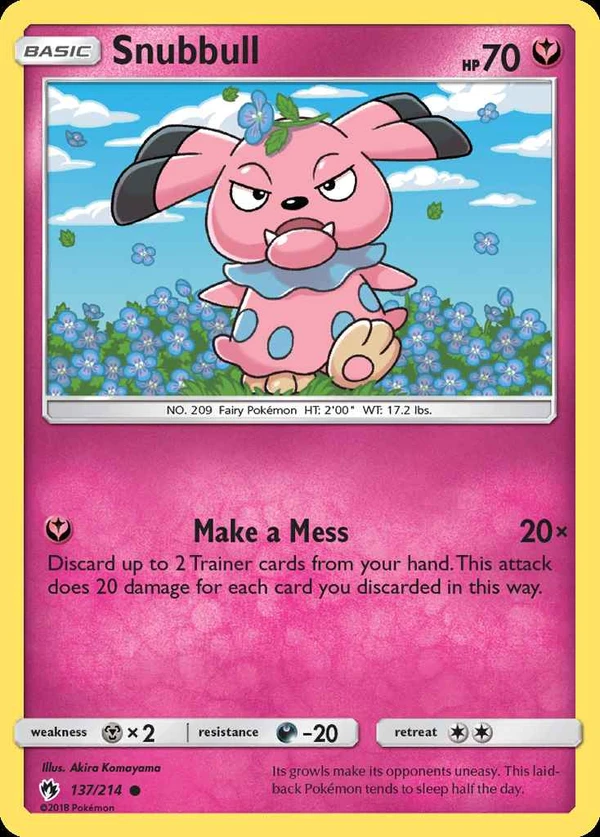 BASIC Snubbull HP 70
NO. 209 Fairy Pokémon HT: 2'00" WT: 17.2 lbs.
Make a Mess 20×
Discard up to 2 Trainer cards from your hand. This attack
does 20 damage for each card you discarded in this way.
weakness ×2 resistance -20 retreat
Illus. Akira Komayama
137/214
©2018 Pokémon
Its growls make its opponents uneasy. This laid-
back Pokémon tends to sleep half the day.